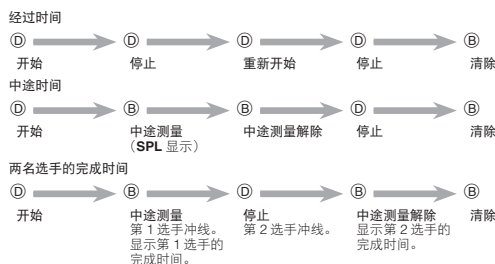 经过时间
Ⓓ Ⓓ Ⓓ Ⓓ Ⓑ
开始 停止 重新开始 停止 清除
中途时间
Ⓓ Ⓑ Ⓑ Ⓓ Ⓑ
开始 中途测量 中途测量解除 停止 清除
（SPL 显示）
两名选手的完成时间
Ⓓ Ⓑ Ⓓ Ⓑ Ⓑ
开始 中途测量 停止 中途测量解除 清除
第 1 选手冲线。 第 2 选手冲线。 显示第 2 选手的
显示第 1 选手的 完成时间。
完成时间。